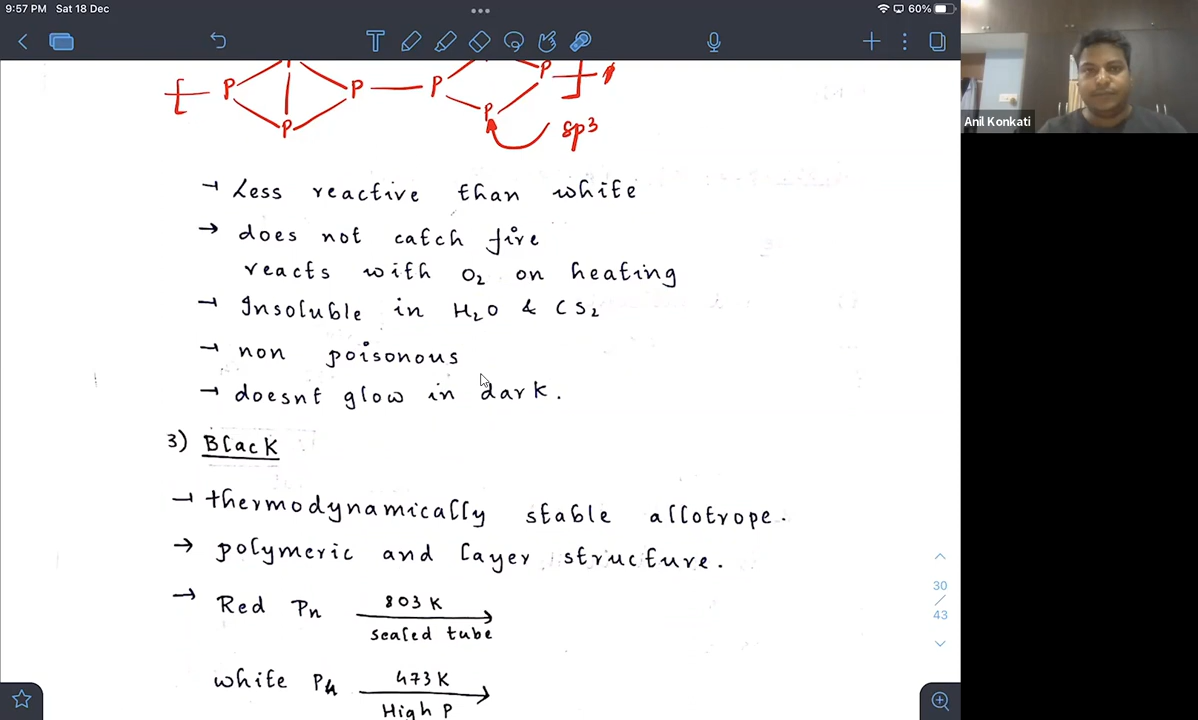 9:57 PM Sat 18 Dec
60%
T
P P P P
P P
sp3
→ Less reactive than white
→ does not catch fire
reacts with O2 on heating
→ Insoluble in H2O & CS2
→ non poisonous
→ doesnt glow in dark.
3) Black
→ thermodynamically stable allotrope.
→ polymeric and layer structure.
→ Red Pn 803 K
sealed tube
white P4 473 K
High P
30
/
43
Anil Konkati